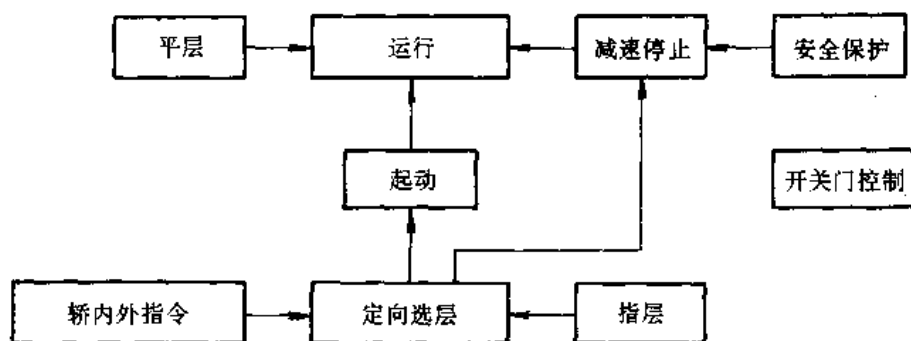 平层
运行
减速停止
安全保护
起动
开关门控制
轿内外指令
定向选层
指层